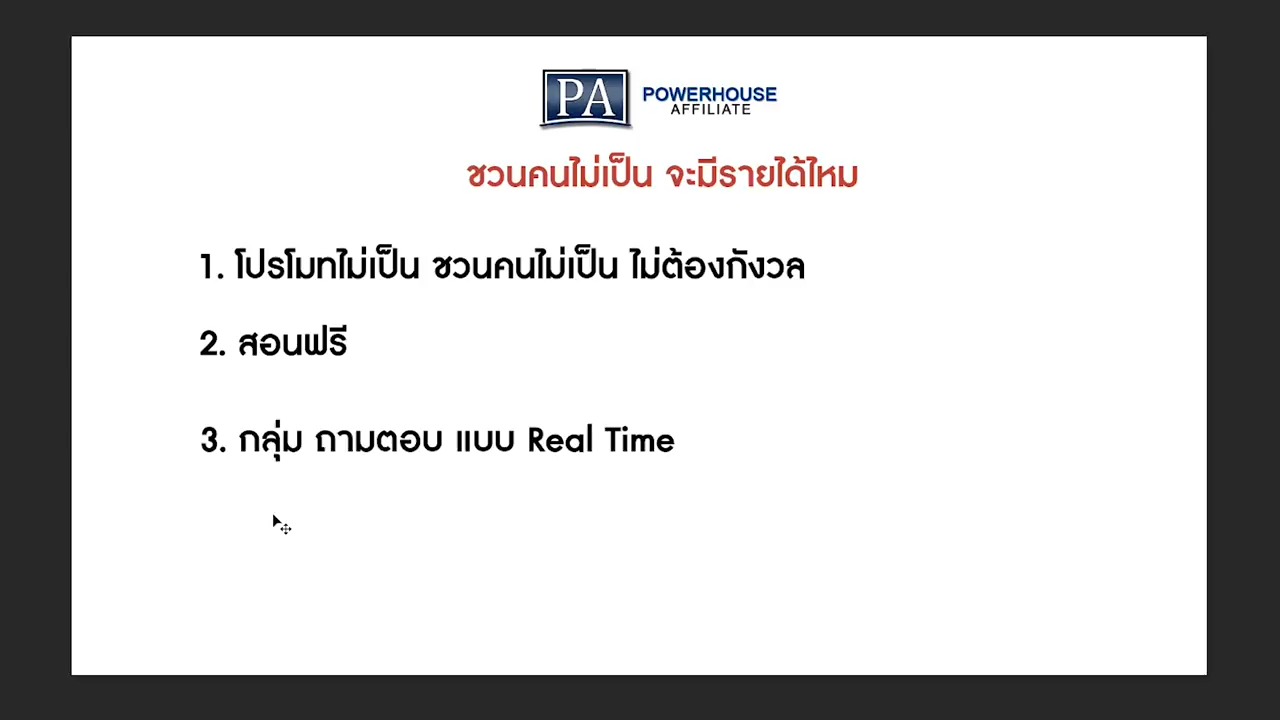 PA
POWERHOUSE
AFFILIATE
ชวนคนไม่เป็น จะมีรายได้ไหม
1. โปรโมทไม่เป็น ชวนคนไม่เป็น ไม่ต้องกังวล
2. สอนฟรี
3. กลุ่ม ถามตอบ แบบ Real Time